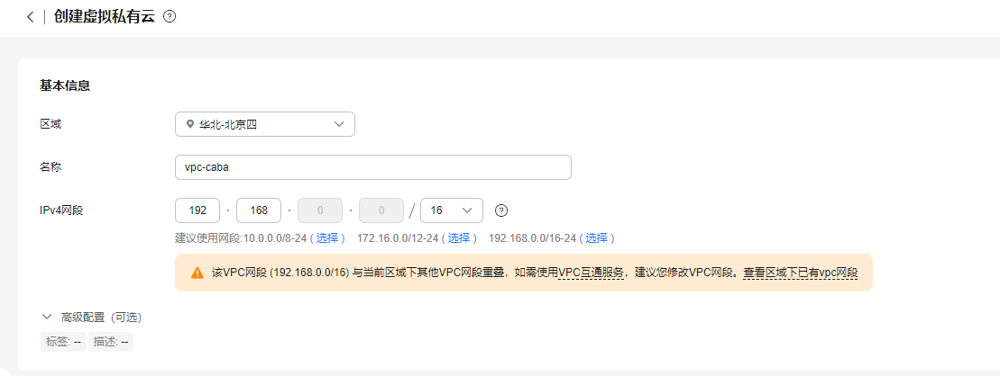 创建虚拟私有云
基本信息
区域 华北-北京四
名称 vpc-caba
IPv4网段 192 · 168 · 0 · 0 / 16
建议使用网段:10.0.0.0/8-24 ( 选择 ) 172.16.0.0/12-24 ( 选择 ) 192.168.0.0/16-24 ( 选择 )
该VPC网段 (192.168.0.0/16) 与当前区域下其他VPC网段重叠，如需使用VPC互通服务，建议您修改VPC网段。查看区域下已有vpc网段
高级配置（可选）
标签: -- 描述: --